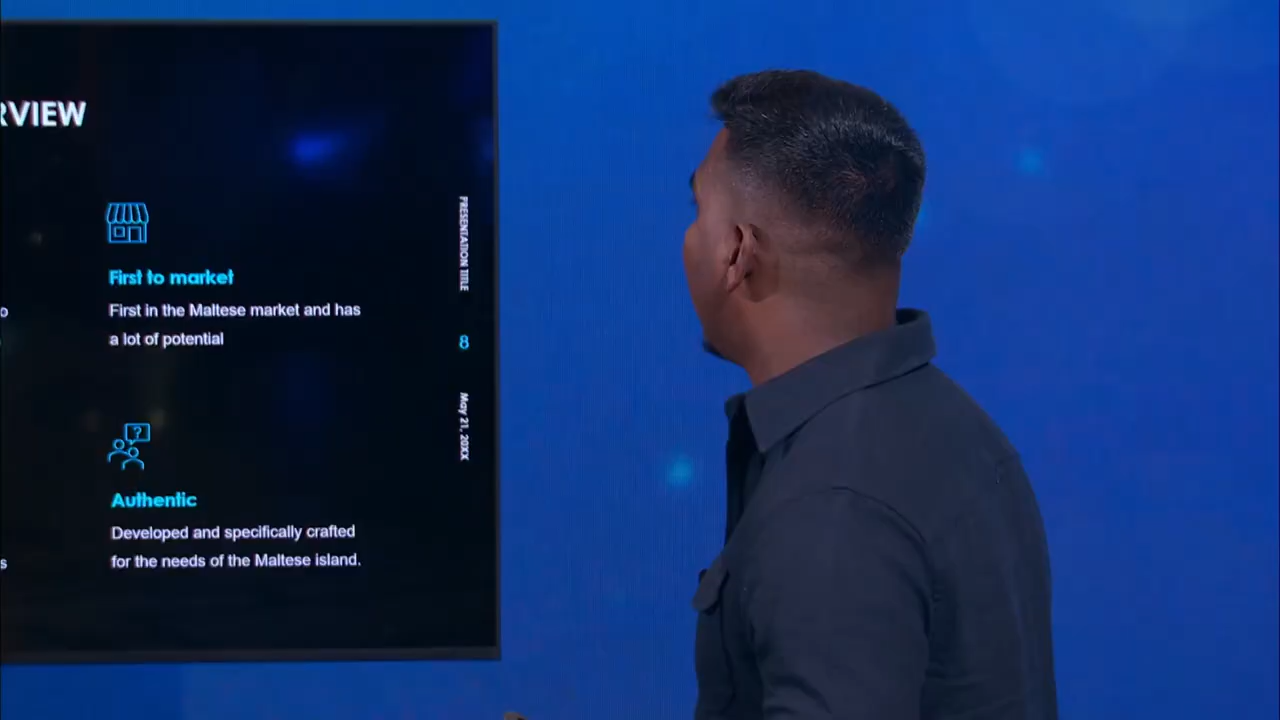 RVIEW
First to market
First in the Maltese market and has
a lot of potential
Authentic
Developed and specifically crafted
for the needs of the Maltese island.
PRESENTATION TITLE
8
May 21, 20XX
o
s